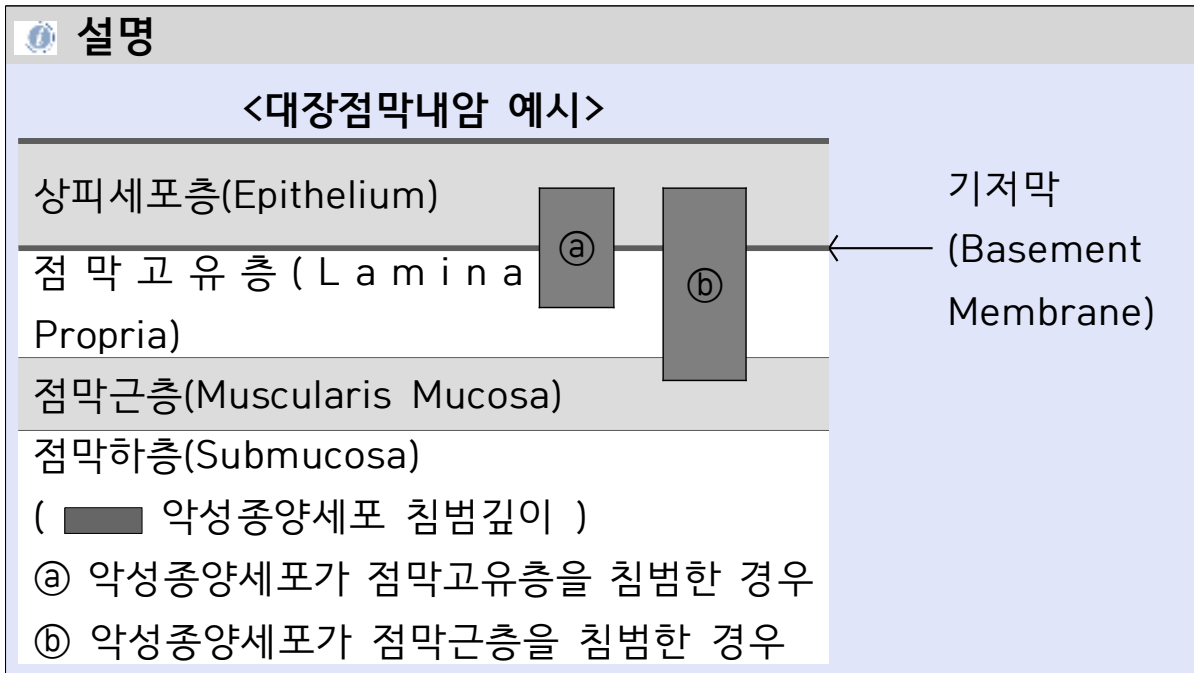 설명
<대장점막내암 예시>
상피세포층(Epithelium)
기저막
(Basement
Membrane)
ⓐ
ⓑ
점 막 고 유 층 ( L a m i n a
Propria)
점막근층(Muscularis Mucosa)
점막하층(Submucosa)
( 악성종양세포 침범깊이 )
ⓐ 악성종양세포가 점막고유층을 침범한 경우
ⓑ 악성종양세포가 점막근층을 침범한 경우